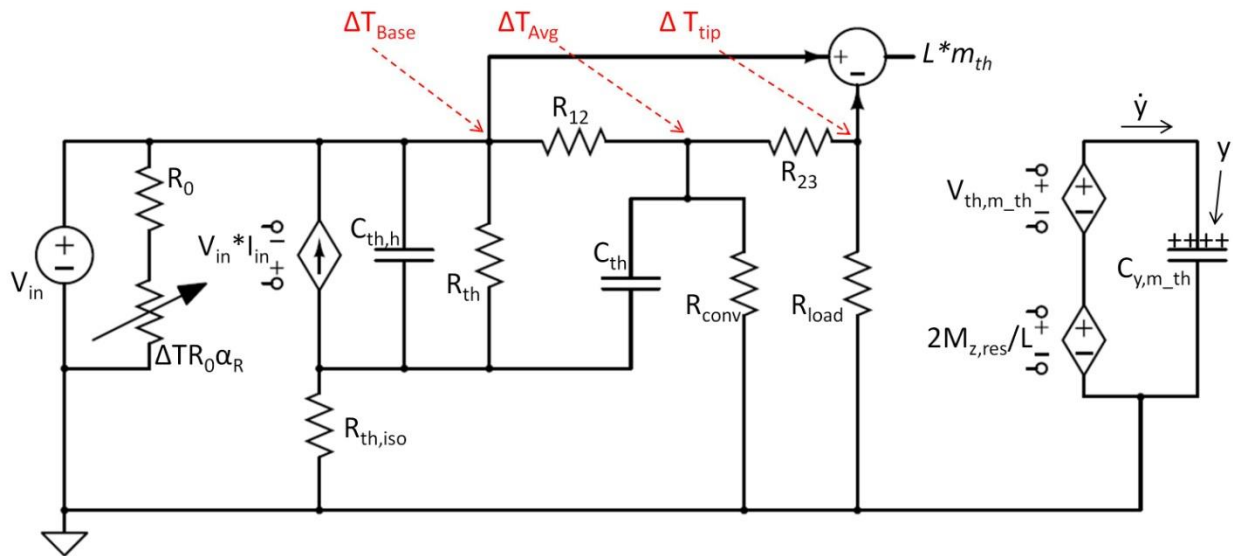 ΔT_Base
ΔT_Avg
Δ T_tip
L*m_th
R_0
R_12
R_23
ẏ
y
V_in
V_in*I_in
C_th,h
R_th
C_th
R_conv
R_load
V_th,m_th
C_y,m_th
ΔTR_0α_R
2M_z,res/L
R_th,iso